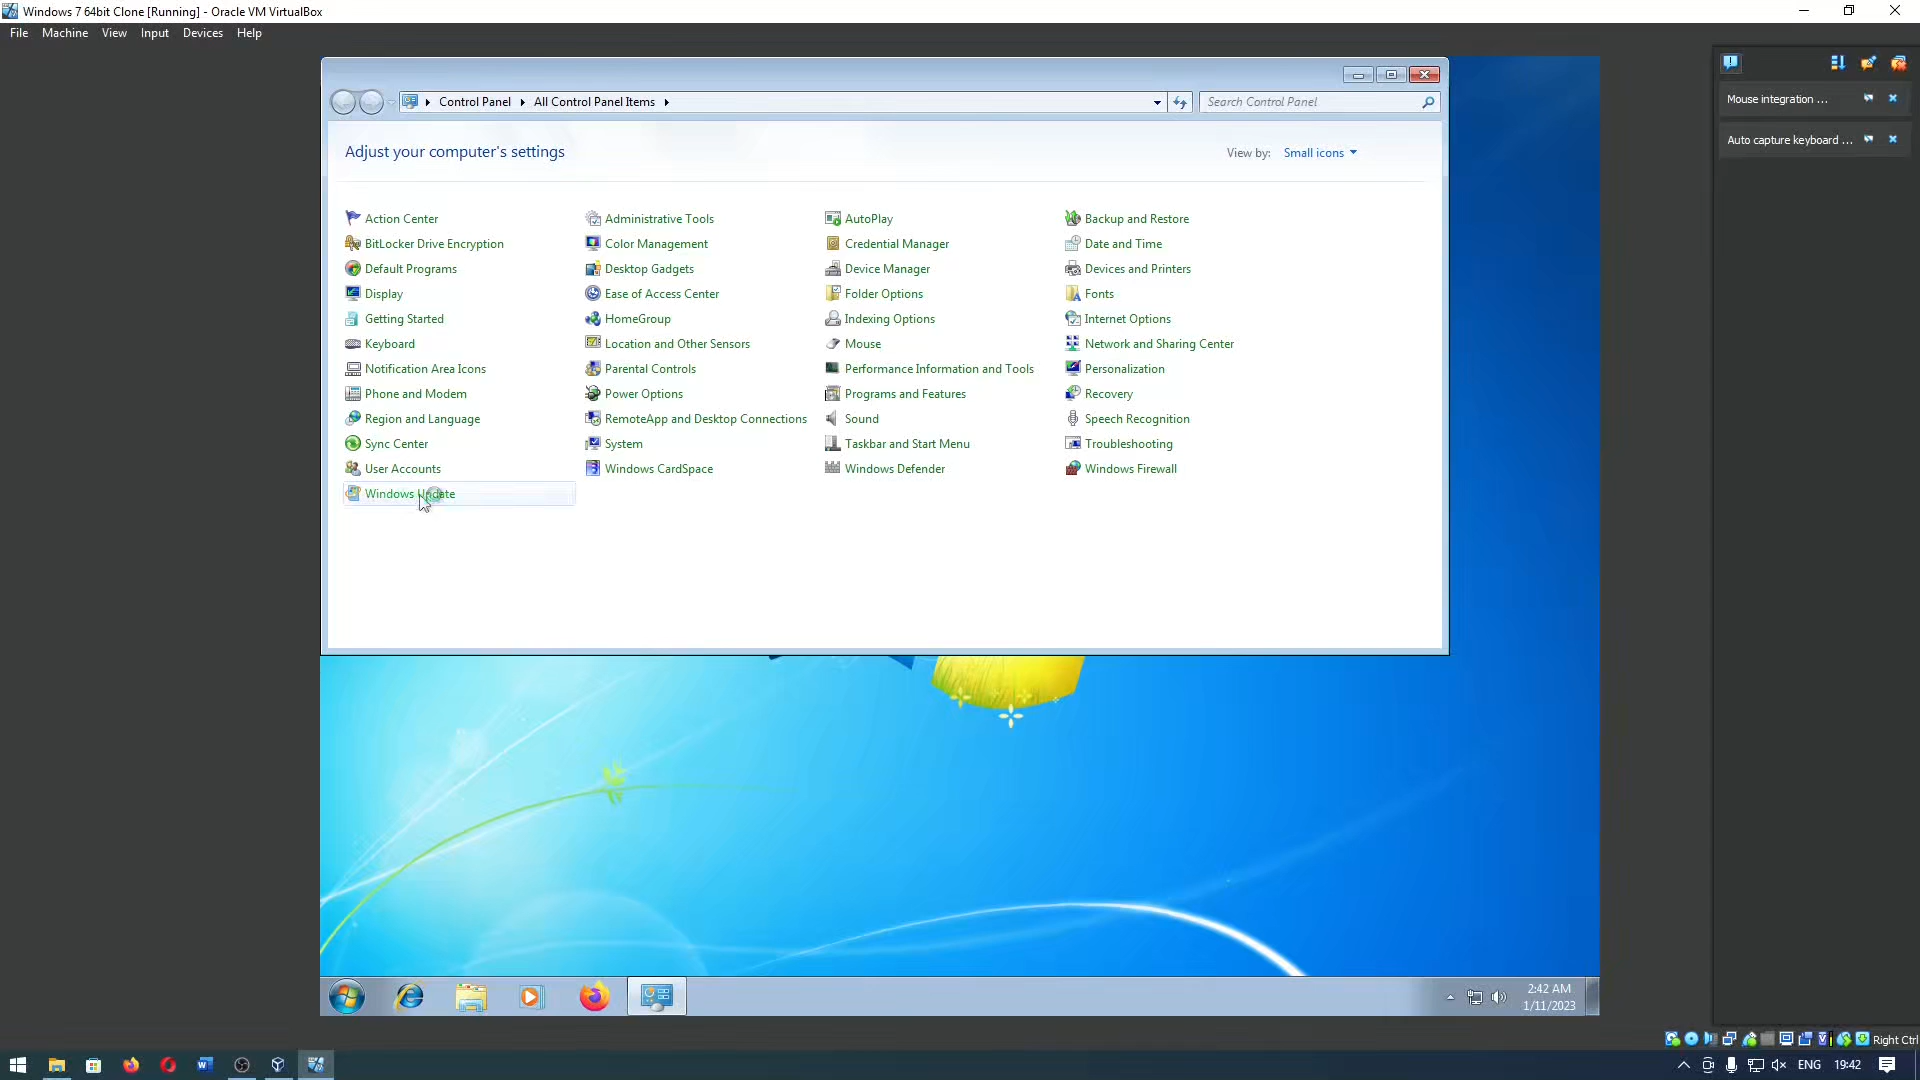 Windows 7 64bit Clone [Running] - Oracle VM VirtualBox
File Machine View Input Devices Help
Control Panel All Control Panel Items
Search Control Panel
Mouse integration ...
Auto capture keyboard ...
Adjust your computer's settings
View by: Small icons
Action Center Administrative Tools AutoPlay Backup and Restore
BitLocker Drive Encryption Color Management Credential Manager Date and Time
Default Programs Desktop Gadgets Device Manager Devices and Printers
Display Ease of Access Center Folder Options Fonts
Getting Started HomeGroup Indexing Options Internet Options
Keyboard Location and Other Sensors Mouse Network and Sharing Center
Notification Area Icons Parental Controls Performance Information and Tools Personalization
Phone and Modem Power Options Programs and Features Recovery
Region and Language RemoteApp and Desktop Connections Sound Speech Recognition
Sync Center System Taskbar and Start Menu Troubleshooting
User Accounts Windows CardSpace Windows Defender Windows Firewall
Windows Update
2:42 AM
1/11/2023
Right Ctrl
ENG 19:42